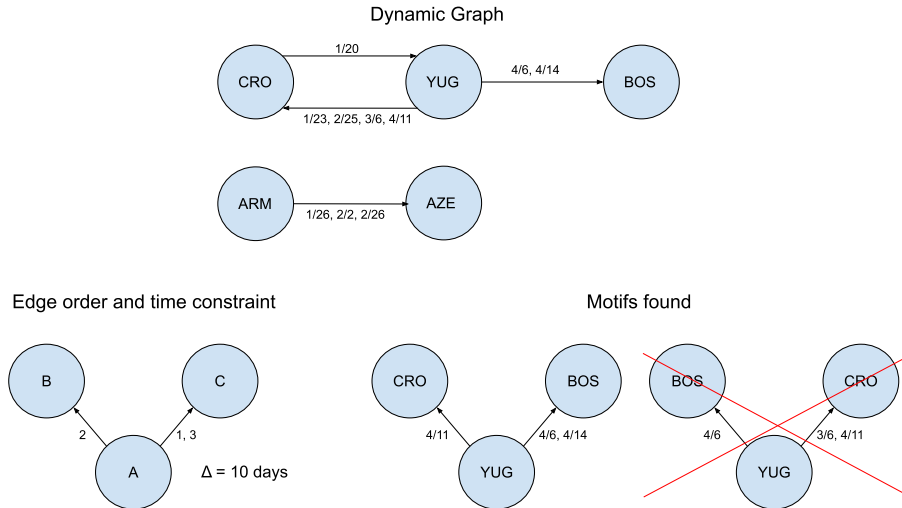 Dynamic Graph
1/20
CRO
YUG
4/6, 4/14
BOS
1/23, 2/25, 3/6, 4/11
ARM
AZE
1/26, 2/2, 2/26
Edge order and time constraint
B
C
2
1, 3
A
Δ = 10 days
Motifs found
CRO
BOS
4/11
4/6, 4/14
YUG
BOS
CRO
4/6
3/6, 4/11
YUG